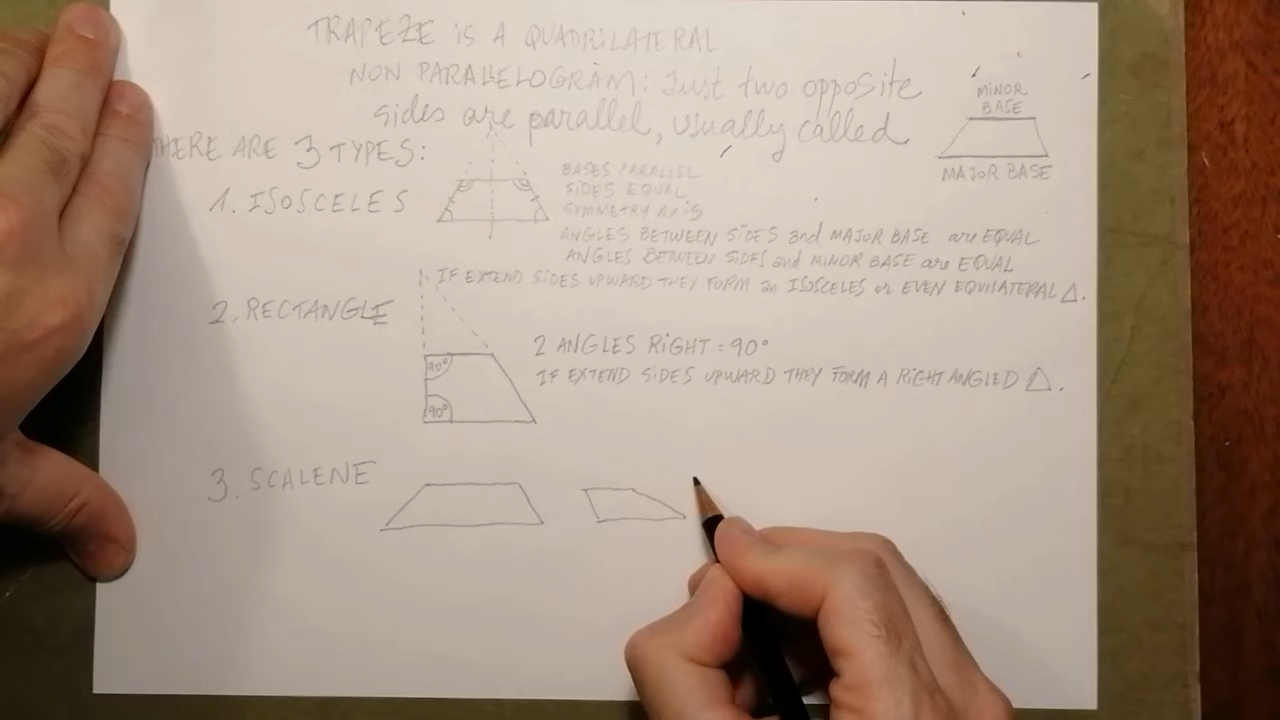 TRAPEZE iS A QUADRiLATERAL
NON PARALLELOGRAM: Just two opposite
sides are parallel, usually called
MiNOR
BASE
MAJOR BASE
THERE ARE 3 TYPES:
1. ISOSCELES
BASES PARALLEL
SiDES EQUAL
SYMMETRY AXiS
ANGLES BETWEEN SiDES and MAJOR BASE are EQUAL
ANGLES BETWEEN SiDES and MiNOR BASE are EQUAL
IF EXTEND SiDES UPWARD THEY FORM an ISOSCELES or EVEN EQUiSATERAL △.
2. RECTANGLE
90°
90°
2 ANGLES RiGHT = 90°
IF EXTEND SiDES UPWARD THEY FORM A RiGHT ANGLED △.
3. SCALENE